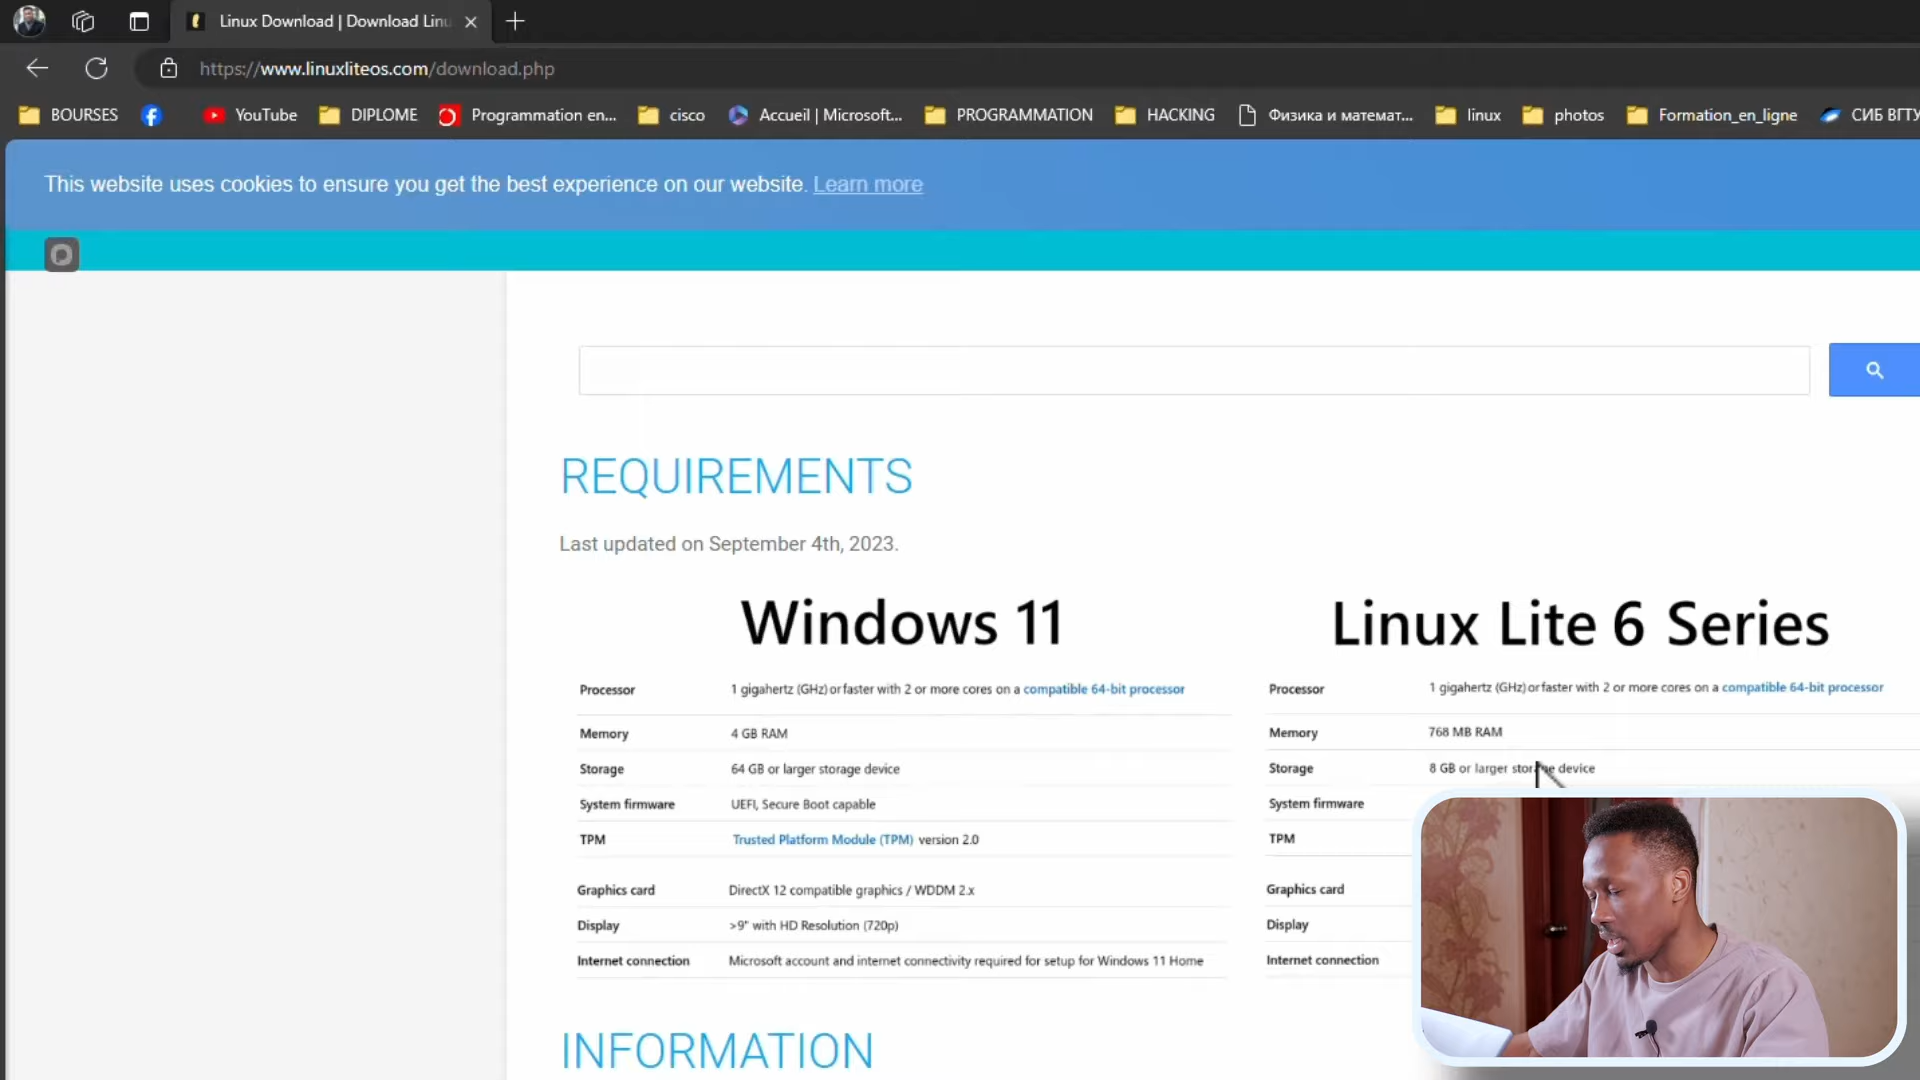 Linux Download | Download Linu
https://www.linuxliteos.com/download.php
BOURSES YouTube DIPLOME Programmation en... cisco Accueil | Microsoft... PROGRAMMATION HACKING Физика и математ... linux photos Formation_en_ligne СИБ ВГТУ
This website uses cookies to ensure you get the best experience on our website. Learn more
REQUIREMENTS
Last updated on September 4th, 2023.
Windows 11
Processor 1 gigahertz (GHz) or faster with 2 or more cores on a compatible 64-bit processor
Memory 4 GB RAM
Storage 64 GB or larger storage device
System firmware UEFI, Secure Boot capable
TPM Trusted Platform Module (TPM) version 2.0
Graphics card DirectX 12 compatible graphics / WDDM 2.x
Display >9" with HD Resolution (720p)
Internet connection Microsoft account and internet connectivity required for setup for Windows 11 Home
Linux Lite 6 Series
Processor 1 gigahertz (GHz) or faster with 2 or more cores on a compatible 64-bit processor
Memory 768 MB RAM
Storage 8 GB or larger storage device
System firmware
TPM
Graphics card
Display
Internet connection
INFORMATION